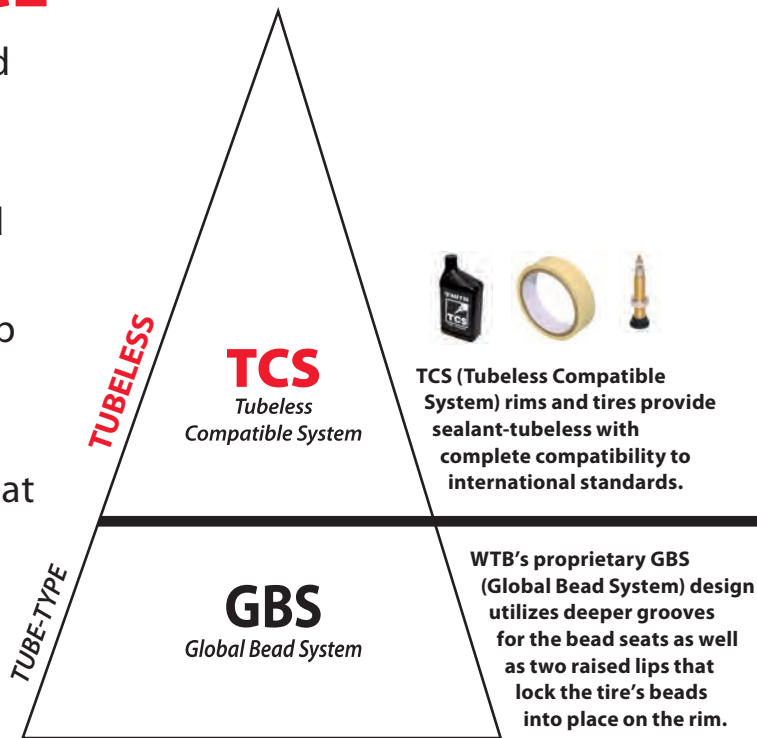 TUBELESS
TCS
Tubeless
Compatible System
TCS (Tubeless Compatible
System) rims and tires provide
sealant-tubeless with
complete compatibility to
international standards.
TUBE-TYPE
GBS
Global Bead System
WTB's proprietary GBS
(Global Bead System) design
utilizes deeper grooves
for the bead seats as well
as two raised lips that
lock the tire's beads
into place on the rim.
at
TCS